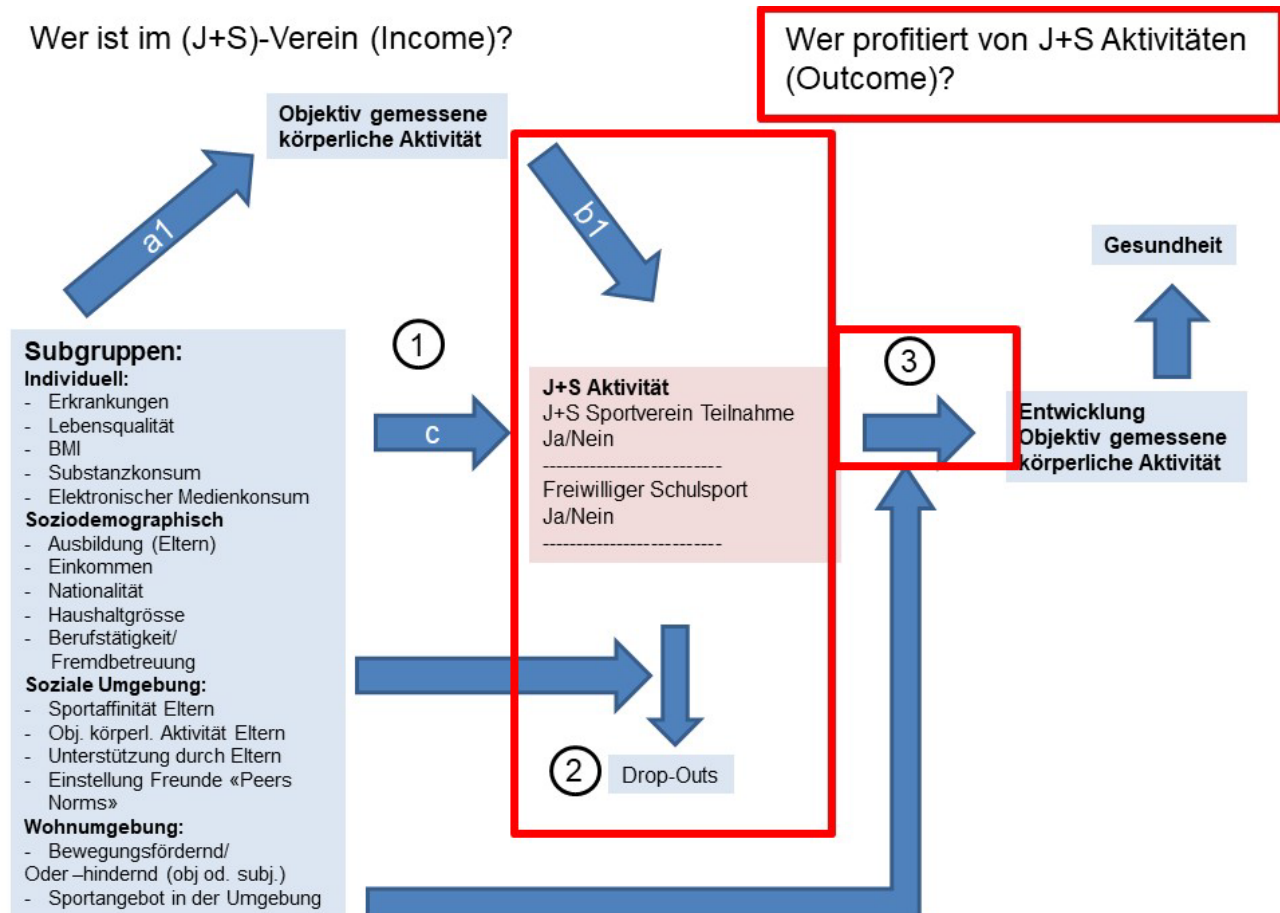 Wer ist im (J+S)-Verein (Income)?
Wer profitiert von J+S Aktivitäten
(Outcome)?
Objektiv gemessene
körperliche Aktivität
a1
b1
Gesundheit
Subgruppen:
Individuell:
- Erkrankungen
- Lebensqualität
- BMI
- Substanzkonsum
- Elektronischer Medienkonsum
Soziodemographisch
- Ausbildung (Eltern)
- Einkommen
- Nationalität
- Haushaltgrösse
- Berufstätigkeit/
Fremdbetreuung
Soziale Umgebung:
- Sportaffinität Eltern
- Obj. körperl. Aktivität Eltern
- Unterstützung durch Eltern
- Einstellung Freunde «Peers
Norms»
Wohnumgebung:
- Bewegungsfördernd/
Oder –hindernd (obj od. subj.)
- Sportangebot in der Umgebung
1
c
J+S Aktivität
J+S Sportverein Teilnahme
Ja/Nein
--------------------------
Freiwilliger Schulsport
Ja/Nein
--------------------------
3
Entwicklung
Objektiv gemessene
körperliche Aktivität
2
Drop-Outs